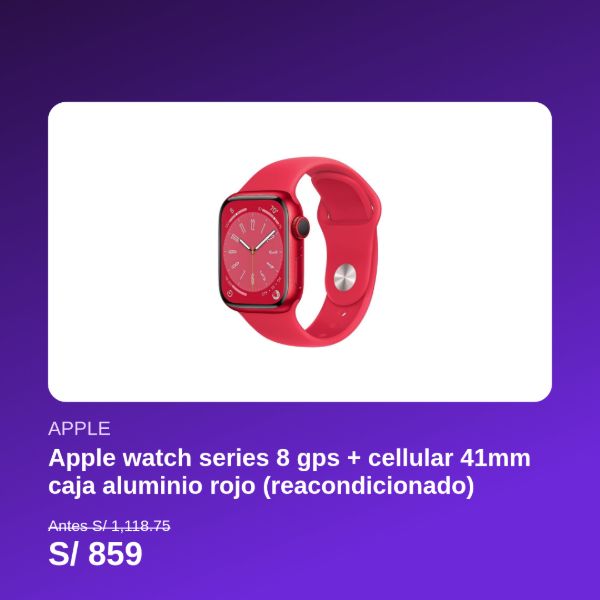 APPLE
Apple watch series 8 gps + cellular 41mm
caja aluminio rojo (reacondicionado)
Antes S/ 1,118.75
S/ 859